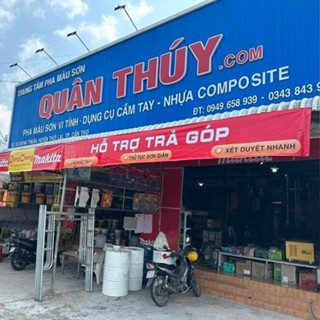 TRUNG TÂM PHA MÀU SƠN
QUÂN THÚY.COM
PHA MÀU SƠN VI TÍNH - DỤNG CỤ CẦM TAY - NHỰA COMPOSITE
ĐT: 0949.658.939 - 0343.843.9
HỖ TRỢ TRẢ GÓP
THỦ TỤC ĐƠN GIẢN
XÉT DUYỆT NHANH
makita